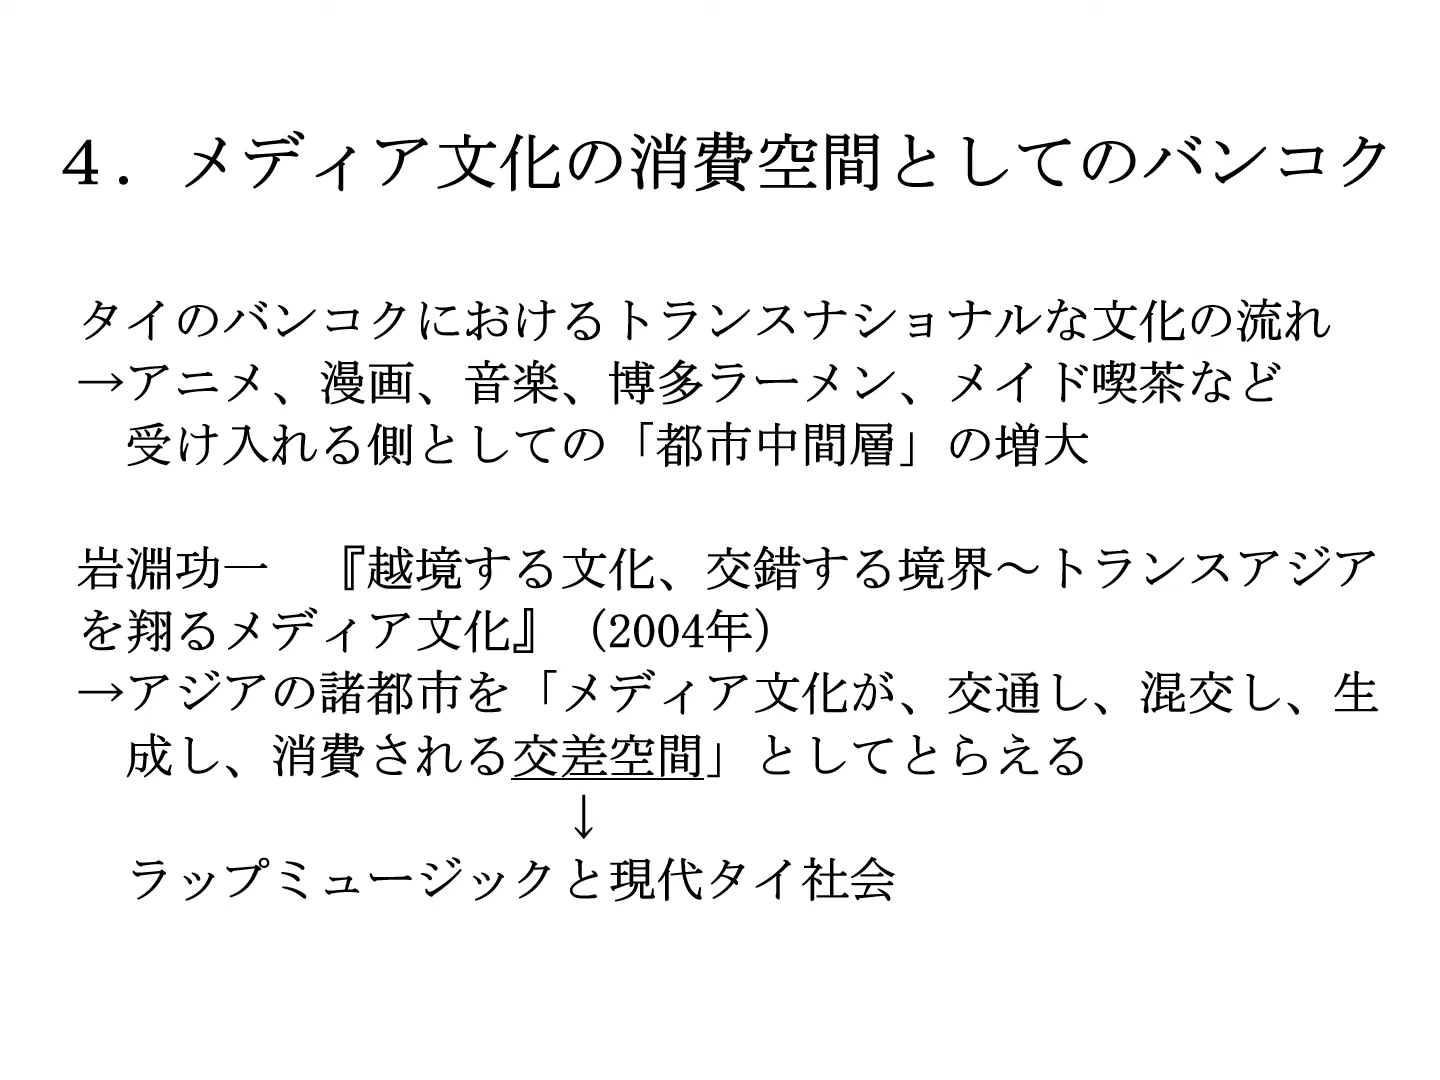 ４．メディア文化の消費空間としてのバンコク
タイのバンコクにおけるトランスナショナルな文化の流れ
→アニメ、漫画、音楽、博多ラーメン、メイド喫茶など
受け入れる側としての「都市中間層」の増大
岩淵功一　『越境する文化、交錯する境界～トランスアジア
を翔るメディア文化』（2004年）
→アジアの諸都市を「メディア文化が、交通し、混交し、生
成し、消費される交差空間」としてとらえる
↓
ラップミュージックと現代タイ社会